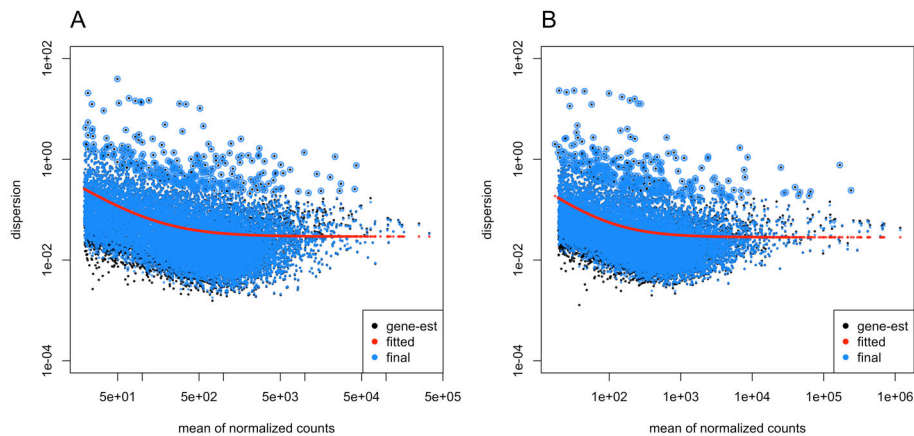 A
1e+02
1e+00
1e-02
1e-04
dispersion
gene-est
fitted
final
5e+01
5e+02
5e+03
5e+04
5e+05
mean of normalized counts
B
1e+02
1e+00
1e-02
1e-04
dispersion
gene-est
fitted
final
1e+02
1e+03
1e+04
1e+05
1e+06
mean of normalized counts